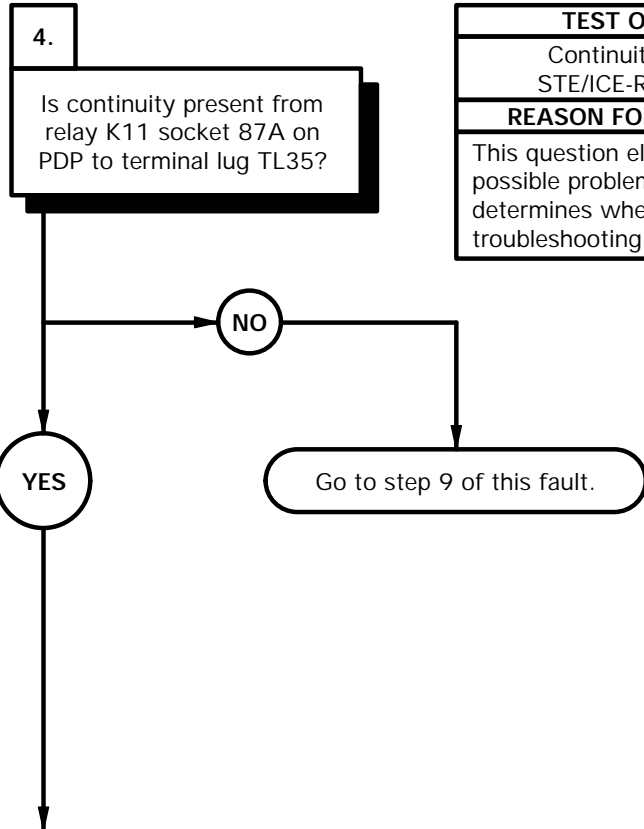 4.
Is continuity present from
relay K11 socket 87A on
PDP to terminal lug TL35?
NO
YES
Go to step 9 of this fault.
TEST O
Continuit
STE/ICE-R
REASON FO
This question el
possible problem
determines whe
troubleshooting